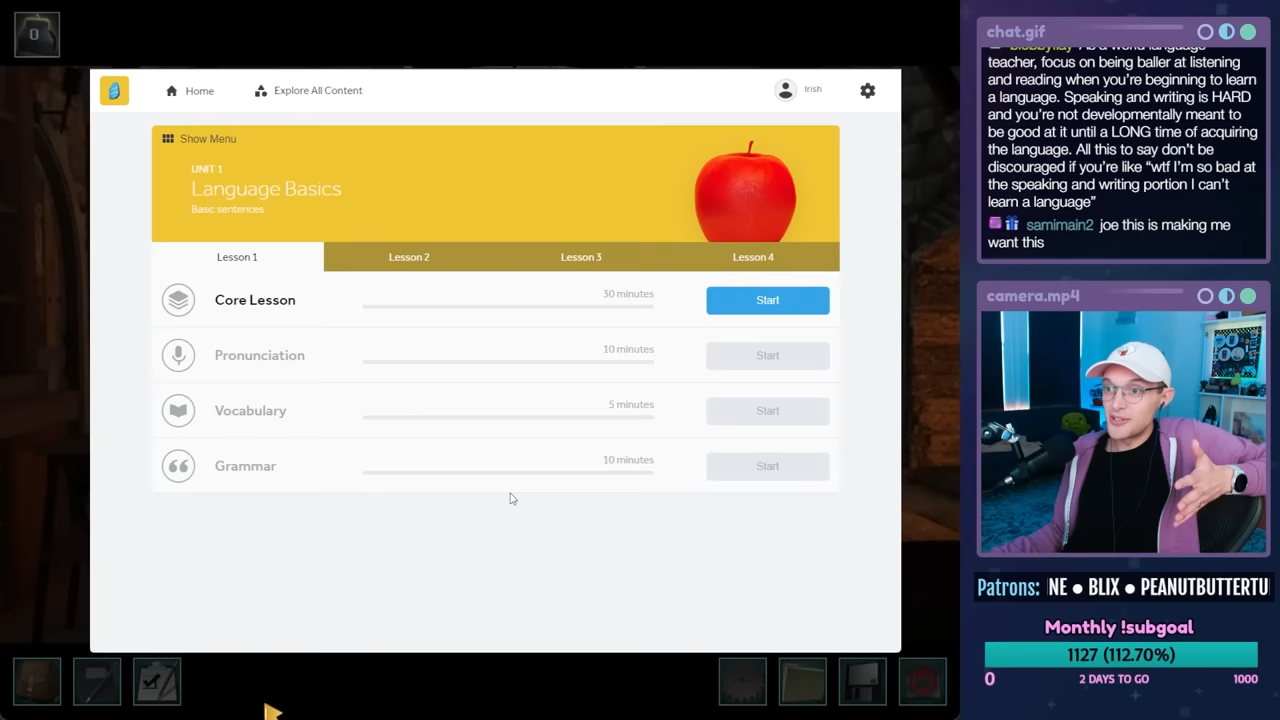 0
Home
Explore All Content
Irish
Show Menu
UNIT 1
Language Basics
Basic sentences
Lesson 1
Lesson 2
Lesson 3
Lesson 4
Core Lesson
30 minutes
Start
Pronunciation
10 minutes
Start
Vocabulary
5 minutes
Start
Grammar
10 minutes
Start
chat.gif
As a world language
teacher, focus on being baller at listening
and reading when you're beginning to learn
a language. Speaking and writing is HARD
and you're not developmentally meant to
be good at it until a LONG time of acquiring
the language. All this to say don't be
discouraged if you're like "wtf I'm so bad at
the speaking and writing portion I can't
learn a language"
samimain2 joe this is making me
want this
camera.mp4
Patrons: NE ● BLIX ● PEANUTBUTTERTU
Monthly !subgoal
1127 (112.70%)
0
2 DAYS TO GO
1000